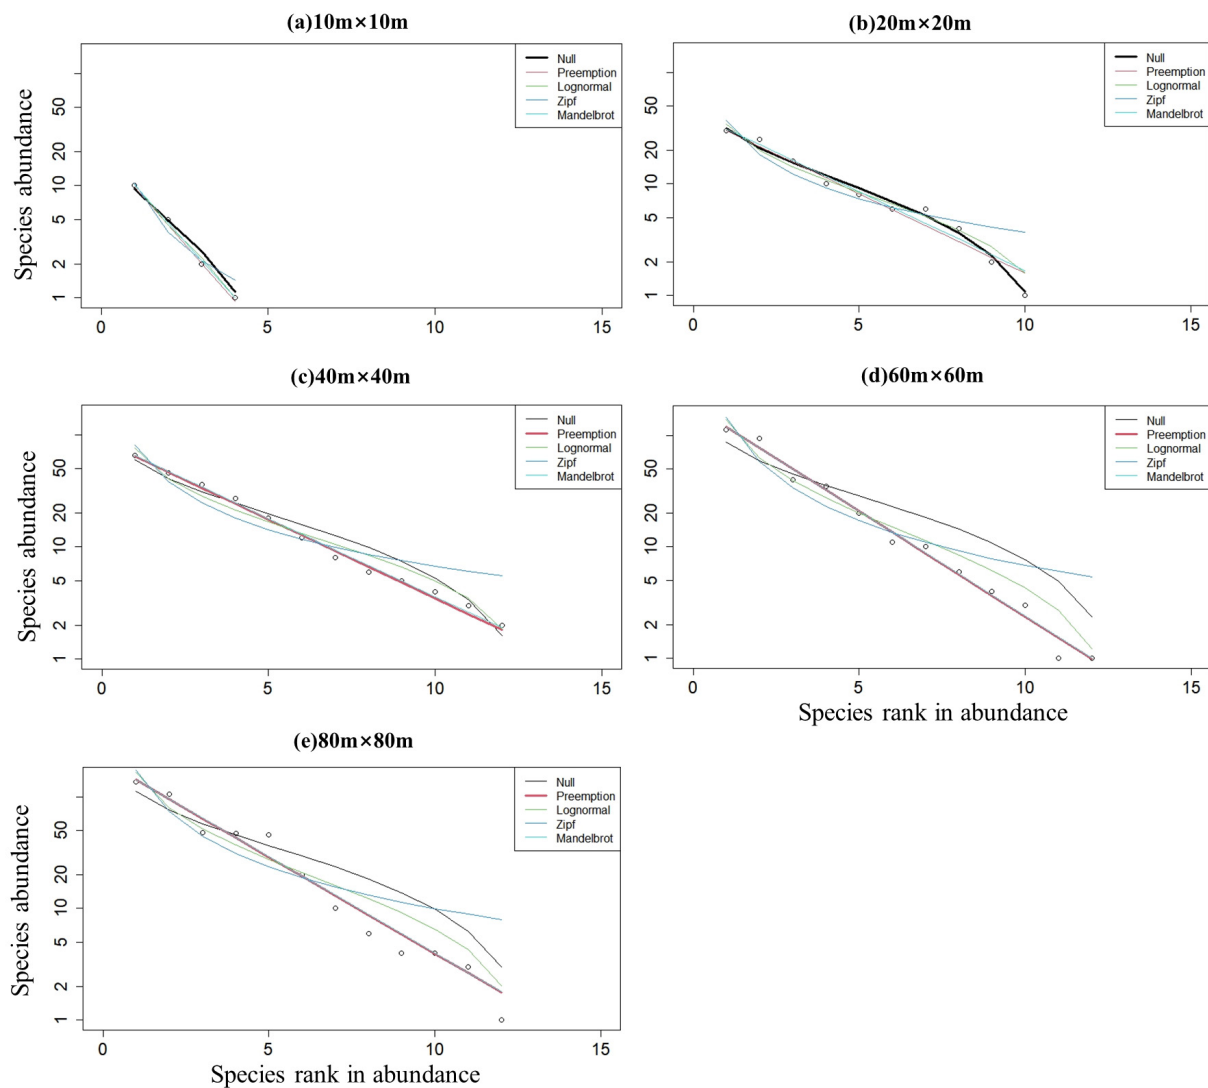 (a)10m×10m
Species abundance
50
20
10
5
2
1
Null
Preemption
Lognormal
Zipf
Mandelbrot
0 5 10 15
(b)20m×20m
50
20
10
5
2
1
Null
Preemption
Lognormal
Zipf
Mandelbrot
0 5 10 15
(c)40m×40m
Species abundance
50
20
10
5
2
1
Null
Preemption
Lognormal
Zipf
Mandelbrot
0 5 10 15
(d)60m×60m
50
20
10
5
2
1
Null
Preemption
Lognormal
Zipf
Mandelbrot
0 5 10 15
Species rank in abundance
(e)80m×80m
Species abundance
50
20
10
5
2
1
Null
Preemption
Lognormal
Zipf
Mandelbrot
0 5 10 15
Species rank in abundance